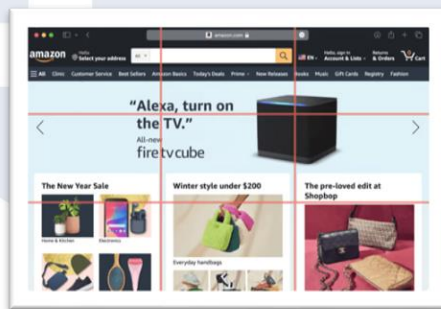 amazon.com
amazon
Hello
Select your address
All
EN
Hello, sign in
Account & Lists
Returns
& Orders
Cart
All Clinic Customer Service Best Sellers Amazon Basics Today's Deals Prime New Releases Books Music Gift Cards Registry Fashion
“Alexa, turn on
the TV.”
All-new
fire tv cube
The New Year Sale
Winter style under $200
The pre-loved edit at
Shopbop
Home & Kitchen
Electronics
Everyday handbags